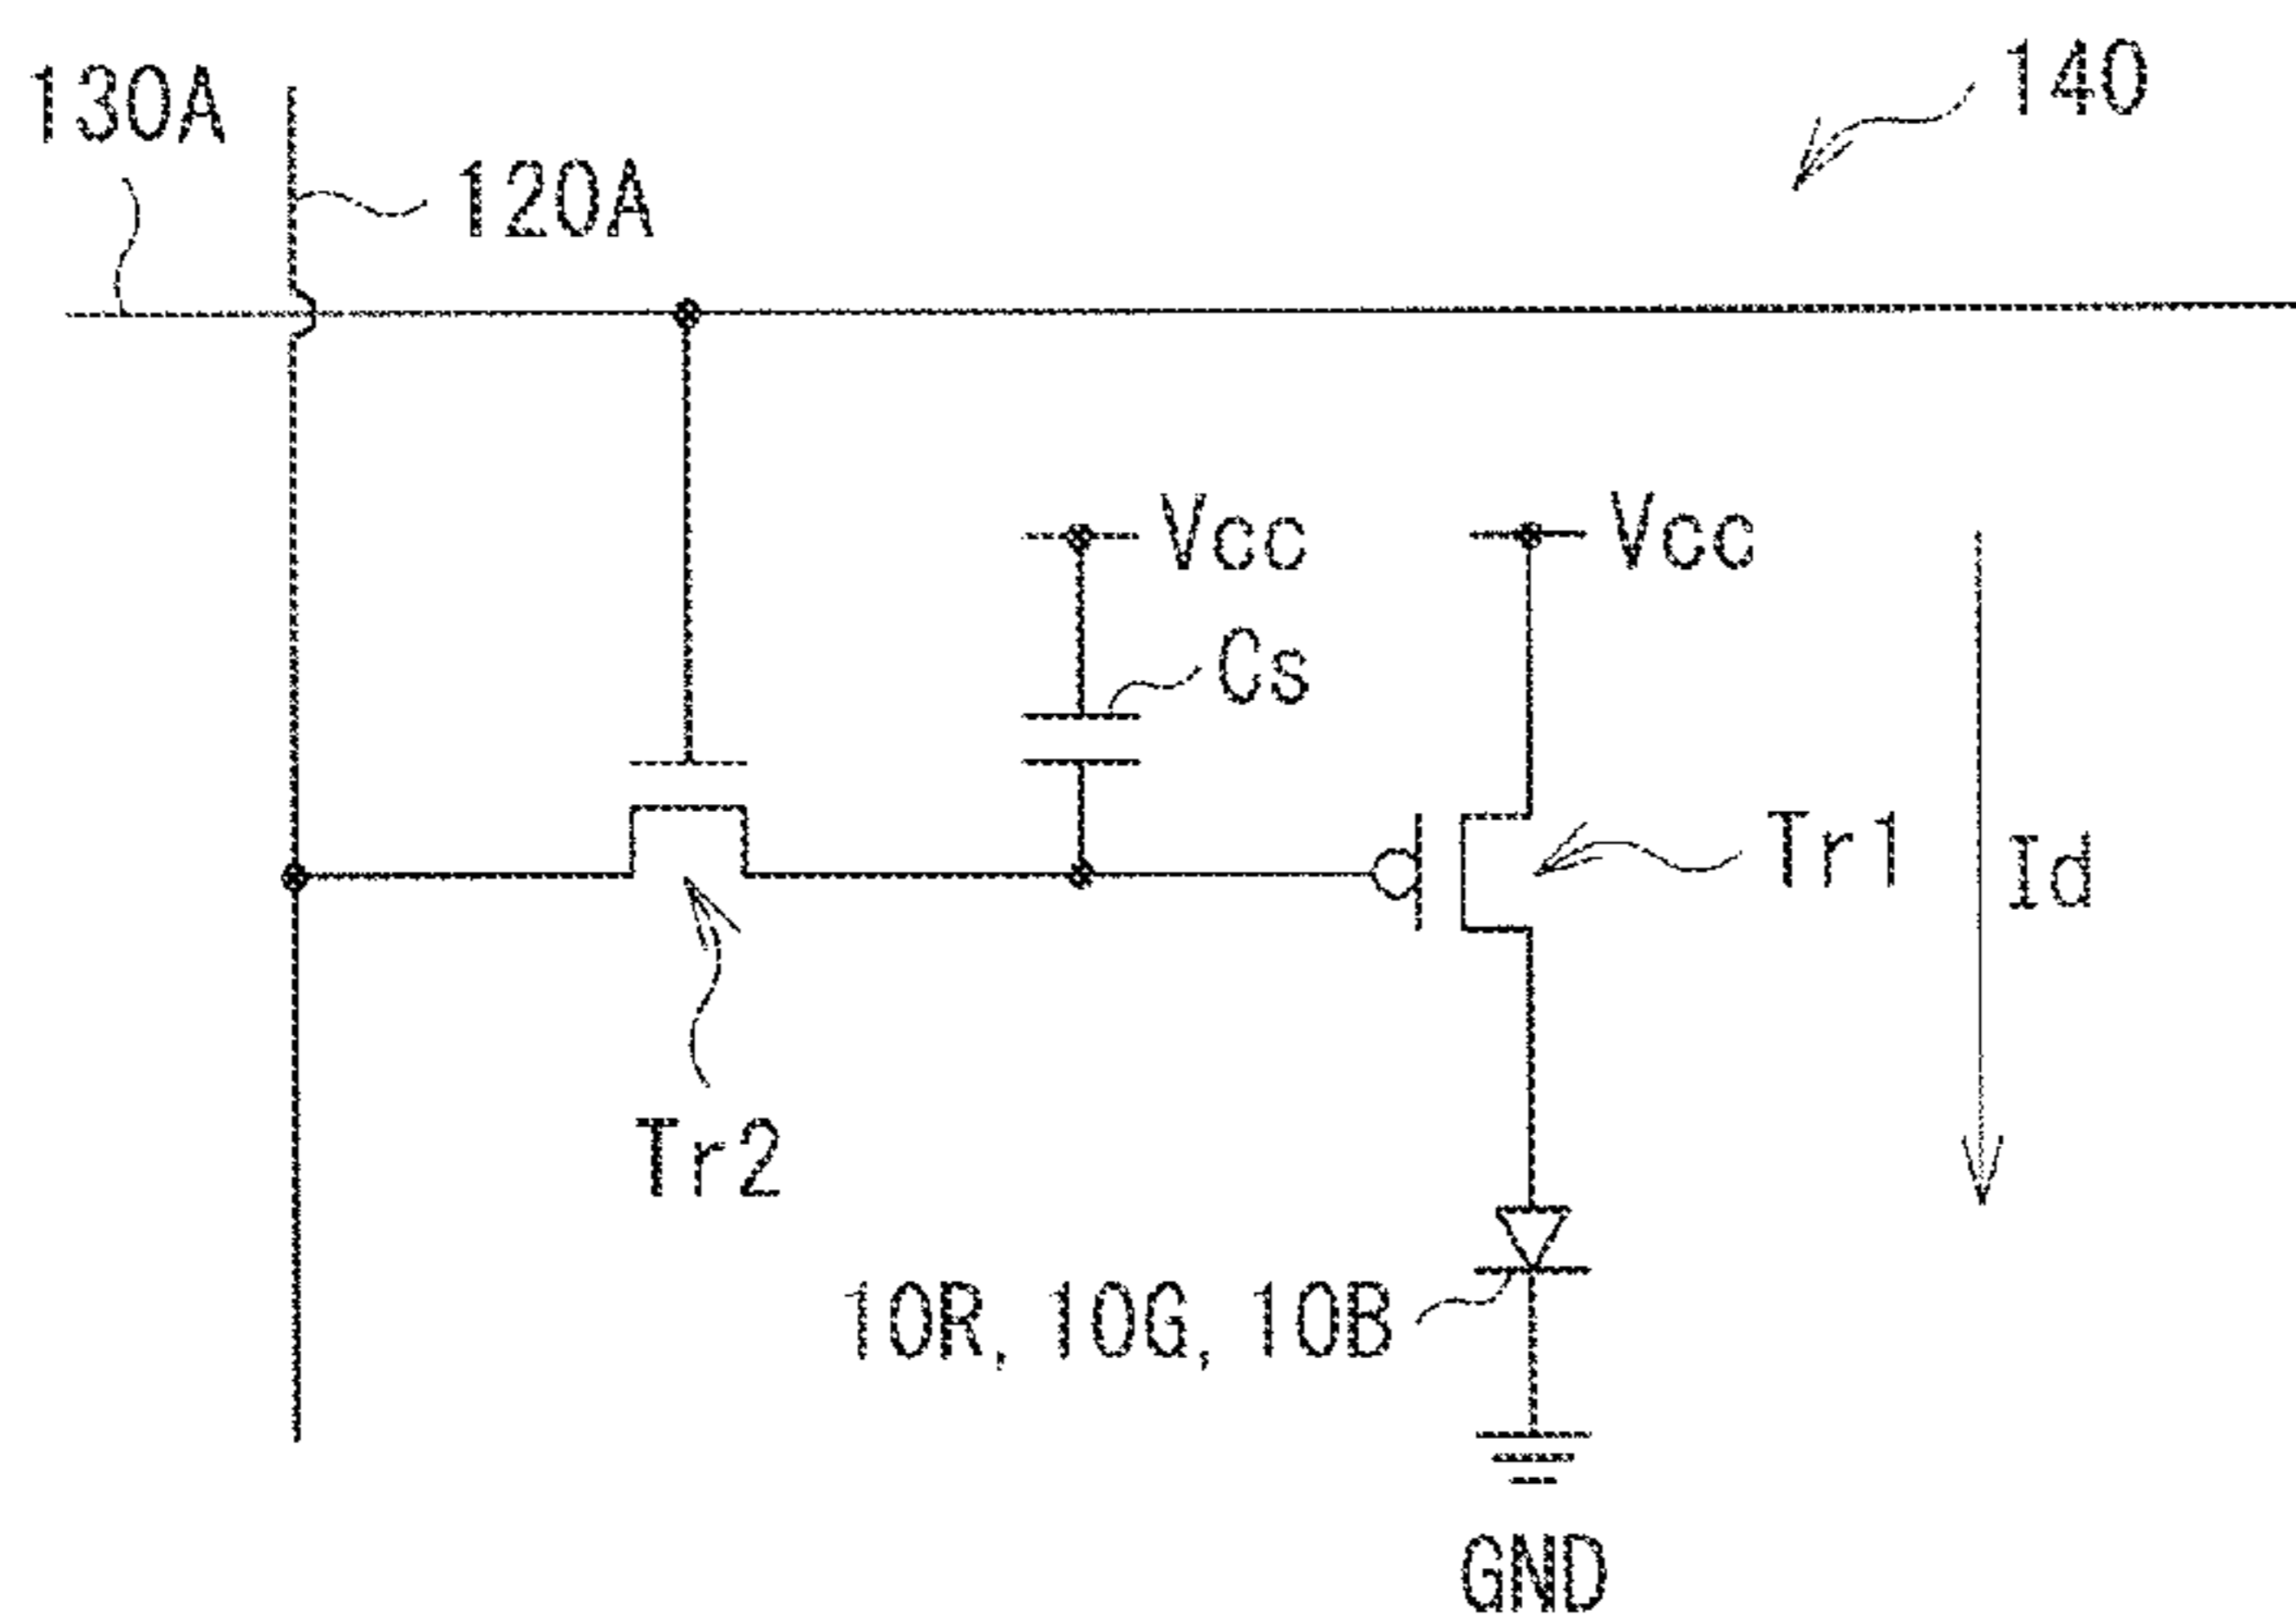 140
130A
120A
Vcc
Vcc
Cs
Tr1
Id
Tr2
10R, 10G, 10B
GND